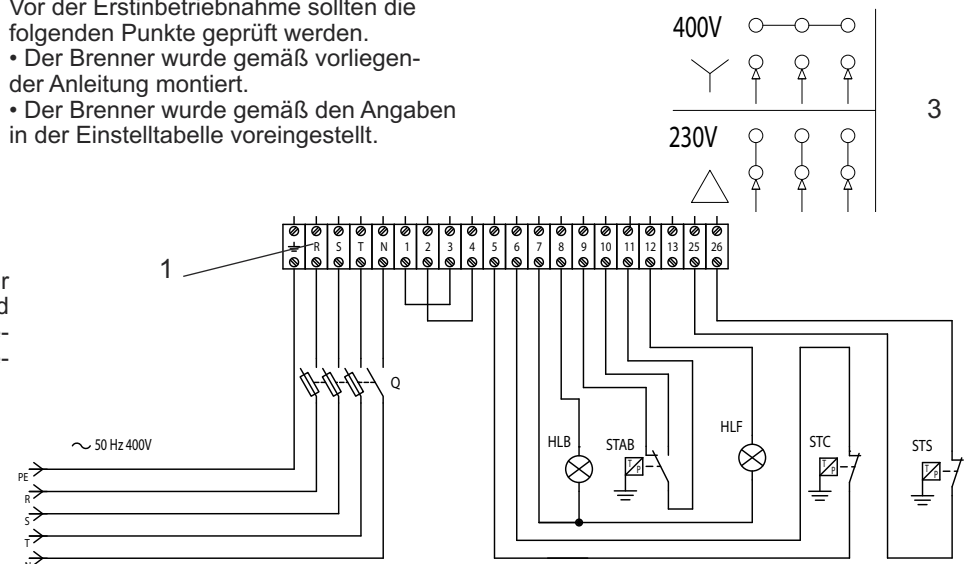 Vor der Erstinbetriebnahme sollten die
folgenden Punkte geprüft werden.
• Der Brenner wurde gemäß vorliegen-
der Anleitung montiert.
• Der Brenner wurde gemäß den Angaben
in der Einstelltabelle voreingestellt.
400V
230V
3
R S T N 1 2 3 4 5 6 7 8 9 10 11 12 13 25 26
1
r
d
-
-
Q
50 Hz 400V
HLB
STAB
HLF
STC
STS
T P
T P
T P
PE
R
S
T
N